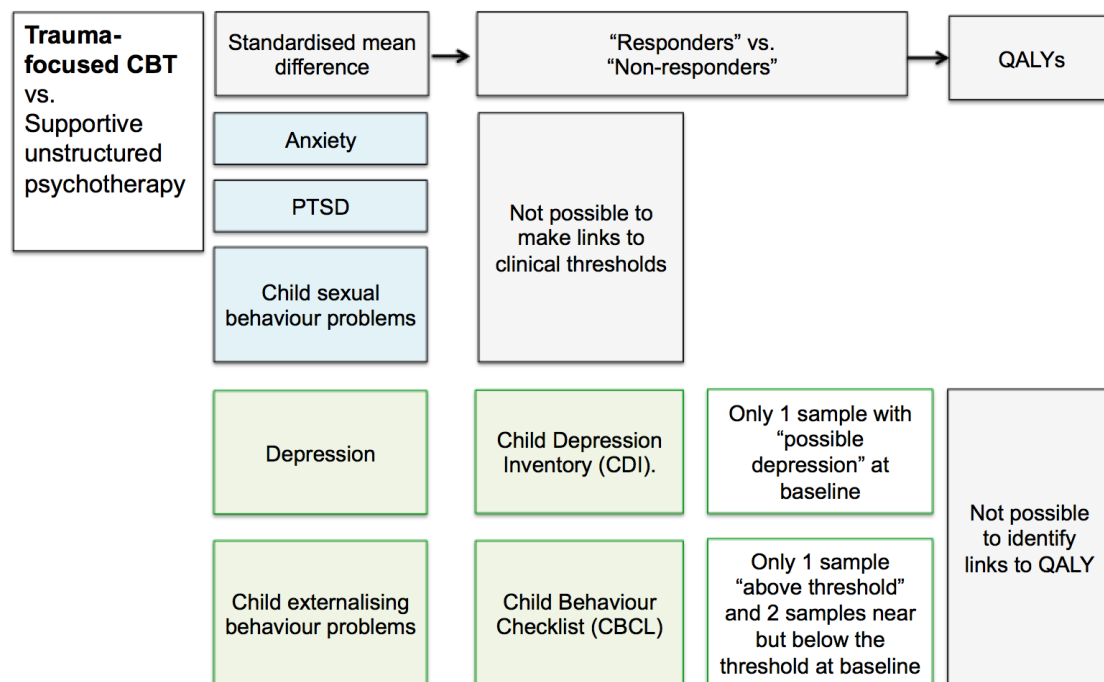 Trauma-
focused CBT
vs.
Supportive
unstructured
psychotherapy
Standardised mean
difference
“Responders” vs.
“Non-responders”
QALYs
Anxiety
PTSD
Child sexual
behaviour problems
Not possible to
make links to
clinical thresholds
Depression
Child Depression
Inventory (CDI).
Only 1 sample with
“possible
depression” at
baseline
Child externalising
behaviour problems
Child Behaviour
Checklist (CBCL)
Only 1 sample
“above threshold”
and 2 samples near
but below the
threshold at baseline
Not possible
to identify
links to QALY